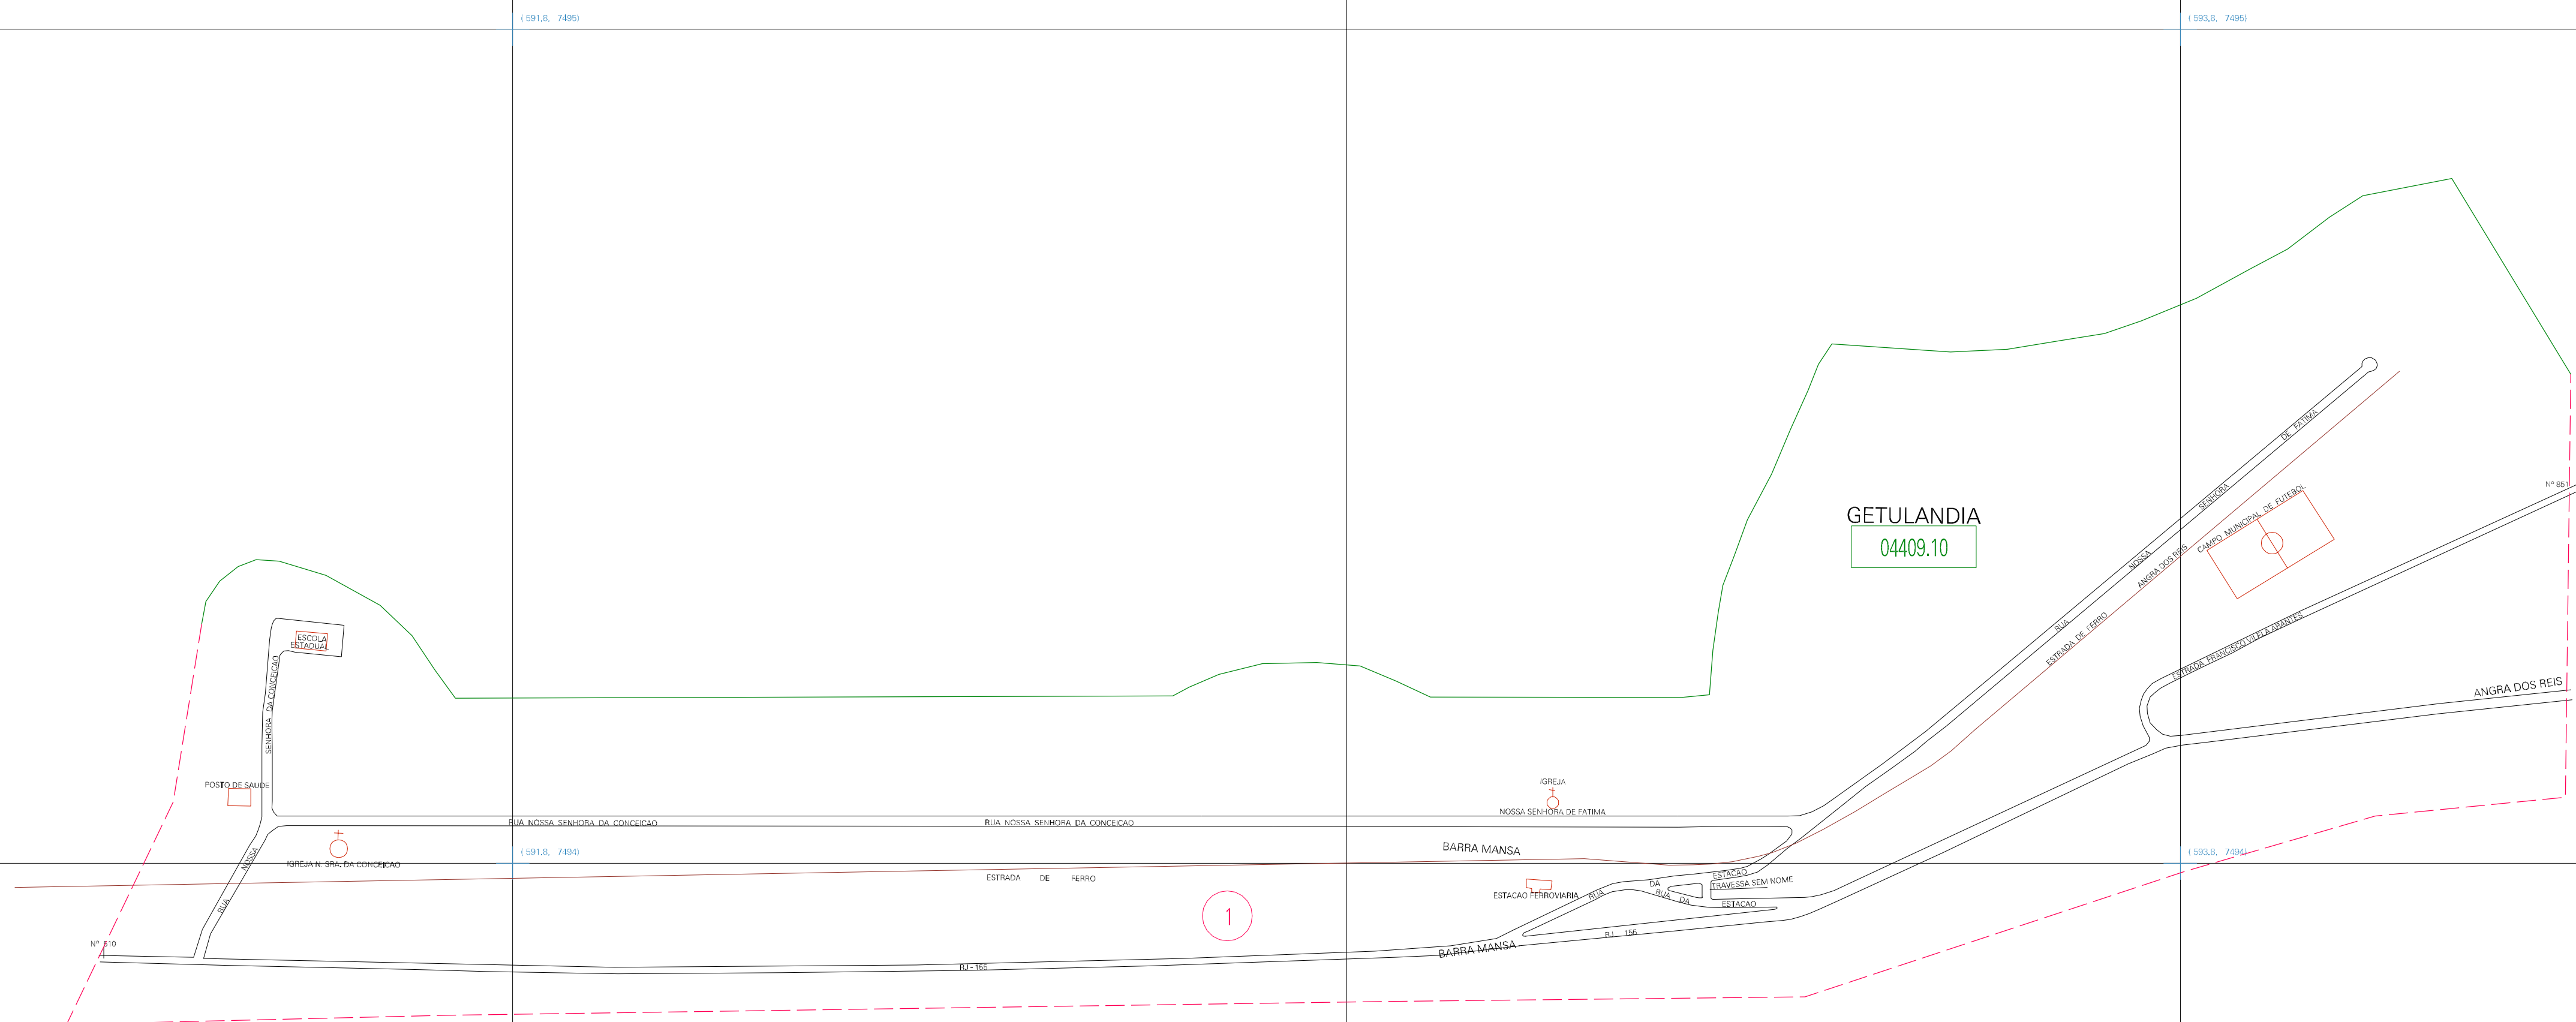 ( 591,8, 7495)
( 593,8, 7495)
DE FATIMA
SENHORA
NOSSA
RUA
Nº 851
CAMPO MUNICIPAL DE FUTEBOL
GETULANDIA
04409.10
ANGRA DOS REIS
ESTRADA DE FERRO
ESTRADA FRANCISCO VILELA ARANTES
ANGRA DOS REIS
ESCOLA
ESTADUAL
SENHORA DA CONCEICAO
POSTO DE SAUDE
IGREJA
NOSSA SENHORA DE FATIMA
RUA NOSSA SENHORA DA CONCEICAO
RUA NOSSA SENHORA DA CONCEICAO
BARRA MANSA
( 591,8, 7494)
( 593,8, 7494)
NOSSA
RUA
IGREJA N. SRA. DA CONCEICAO
ESTRADA DE FERRO
ESTACAO FERROVIARIA
RUA DA ESTACAO
TRAVESSA SEM NOME
RUA DA ESTACAO
1
Nº 510
BARRA MANSA
RJ 155
RJ - 155